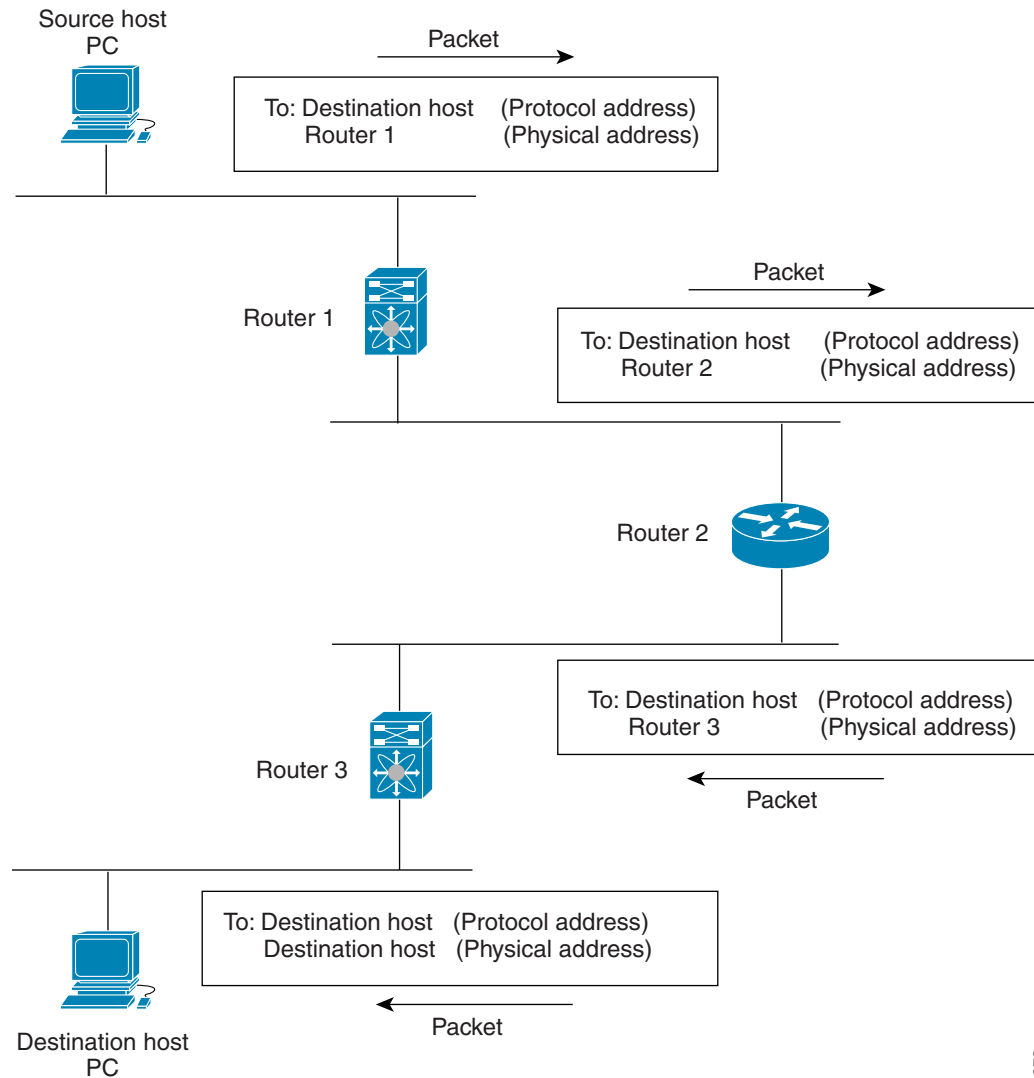 Source host
PC
Packet
To: Destination host (Protocol address)
Router 1 (Physical address)
Router 1
Packet
To: Destination host (Protocol address)
Router 2 (Physical address)
Router 2
To: Destination host (Protocol address)
Router 3 (Physical address)
Router 3
Packet
To: Destination host (Protocol address)
Destination host (Physical address)
Packet
Destination host
PC